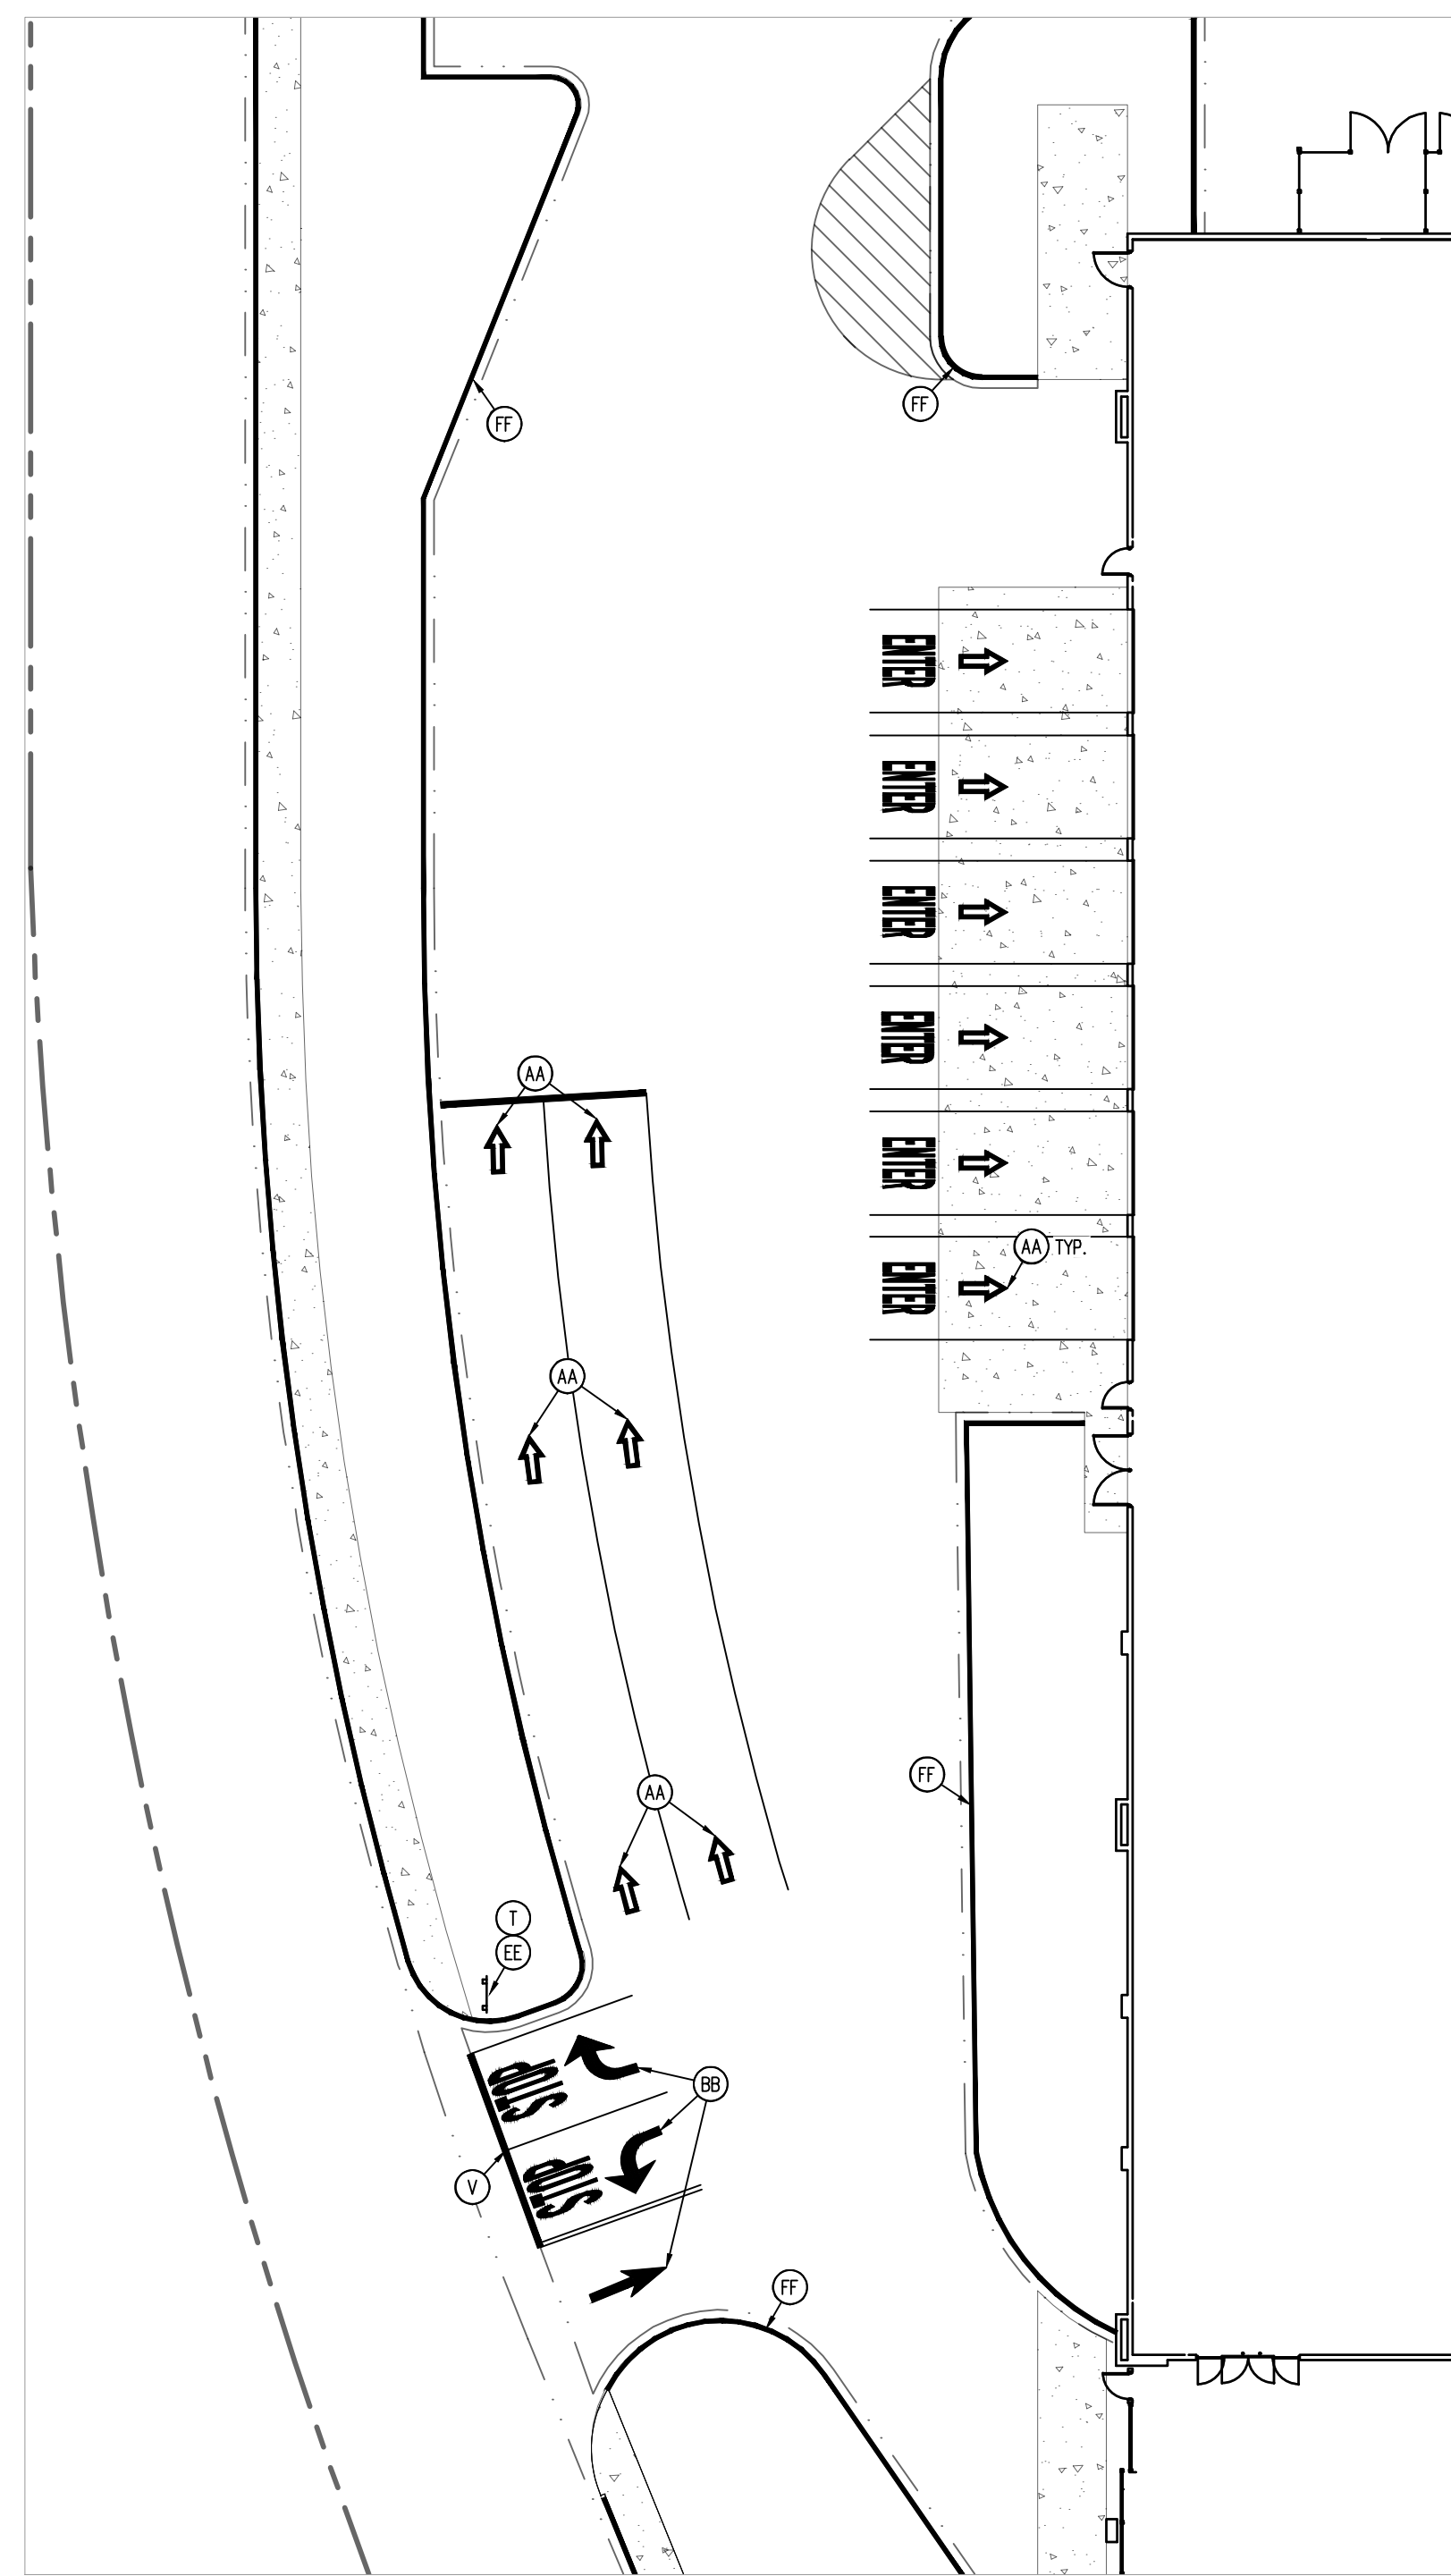 FF
FF
ENTER
ENTER
ENTER
ENTER
AA
ENTER
AA TYP.
ENTER
AA
FF
AA
T
EE
STOP
BB
STOP
V
FF